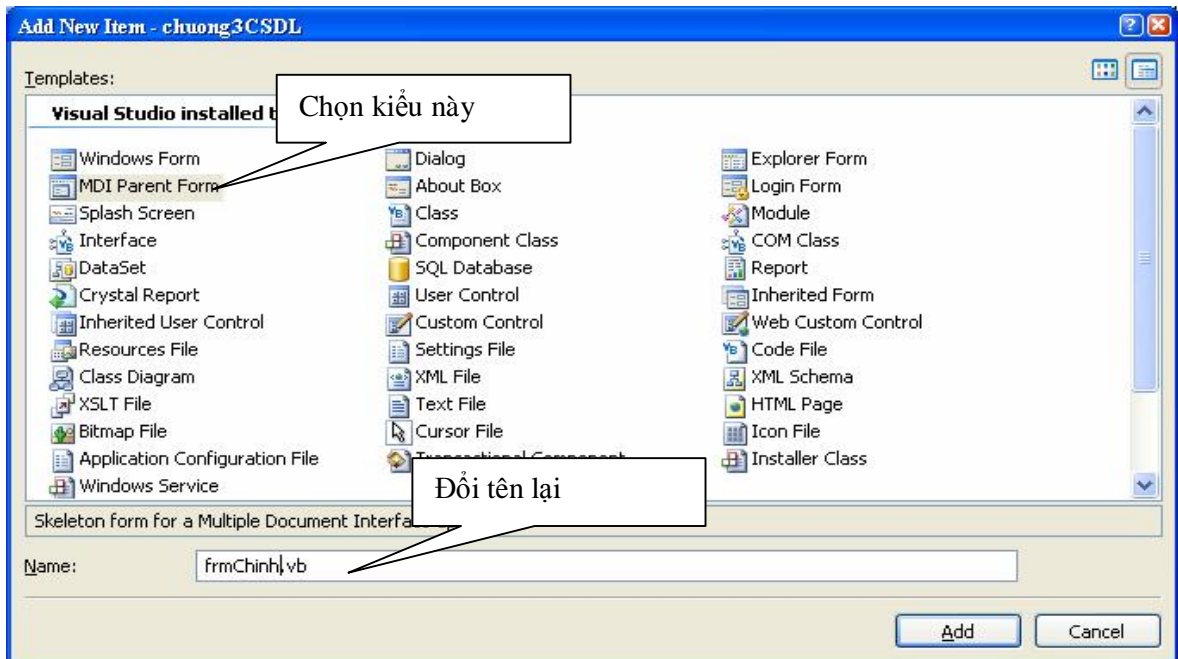 Add New Item - chuong3CSDL
Templates:
Visual Studio installed t
Chọn kiểu này
Windows Form Dialog Explorer Form
MDI Parent Form About Box Login Form
Splash Screen Class Module
Interface Component Class COM Class
DataSet SQL Database Report
Crystal Report User Control Inherited Form
Inherited User Control Custom Control Web Custom Control
Resources File Settings File Code File
Class Diagram XML File XML Schema
XSLT File Text File HTML Page
Bitmap File Cursor File Icon File
Application Configuration File Transactional Component Installer Class
Windows Service
Đổi tên lại
Skeleton form for a Multiple Document Interface
Name: frmChinh.vb
Add Cancel